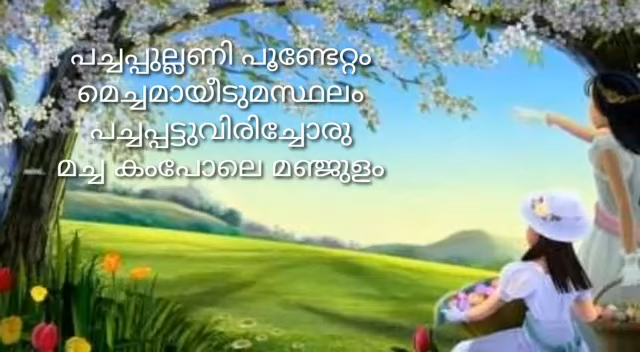 പച്ചപ്പുല്ലണി പൂണ്ടേറ്റം
മെച്ചമായീടുമസ്ഥലം
പച്ചപ്പട്ടുവിരിച്ചോരു
മച്ച കംപോലെ മഞ്ജുളം